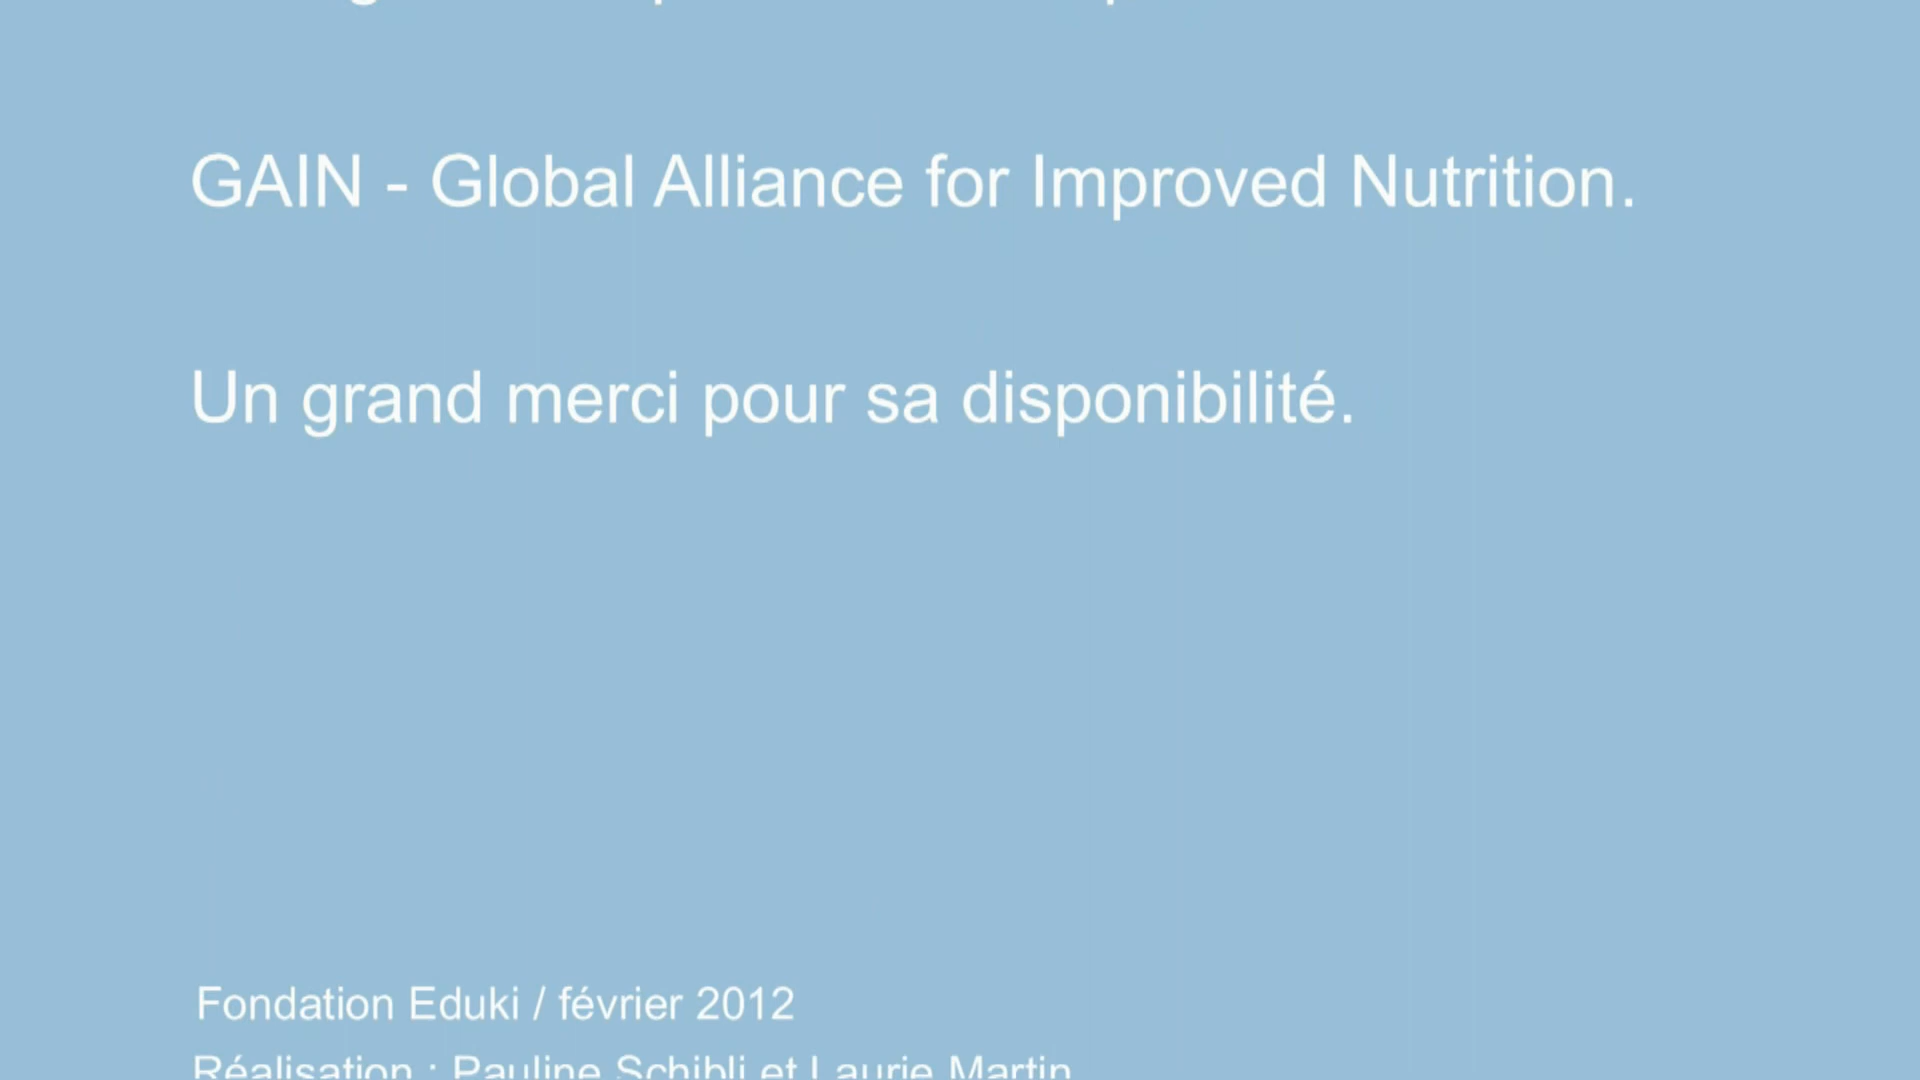 GAIN - Global Alliance for Improved Nutrition.
Un grand merci pour sa disponibilité.
Fondation Eduki / février 2012
Réalisation : Pauline Schibli et Laurie Martin